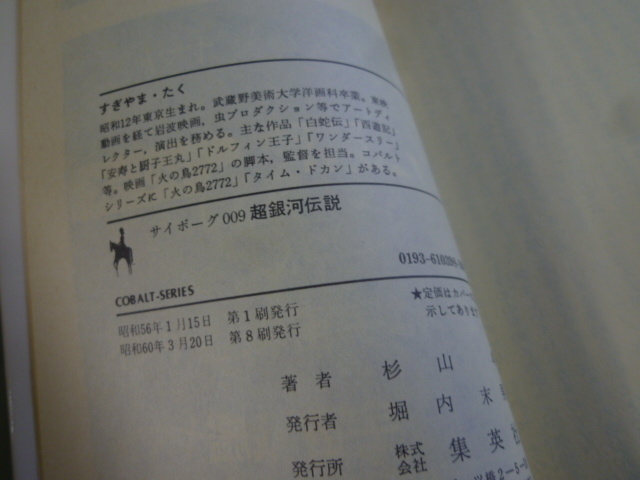 すぎやま・たく
昭和12年東京生まれ。武蔵野美術大学洋画科卒業。東映
動画を経て岩波映画，虫プロダクション等でアートディ
レクター，演出を務める。主な作品「白蛇伝」「西遊記」
「安寿と厨子王丸」「ドルフィン王子」「ワンダースリー」
等。映画「火の鳥2772」の脚本，監督を担当。コバルト
シリーズに「火の鳥2772」「タイム・ドカン」がある。
サイボーグ009 超銀河伝説
0193-610
COBALT-SERIES
★定価はカバー
示してあり
昭和56年1月15日 第1刷発行
昭和60年3月20日 第8刷発行
著者 杉山
発行者 堀内末
発行所 株式会社 集英
2-5-